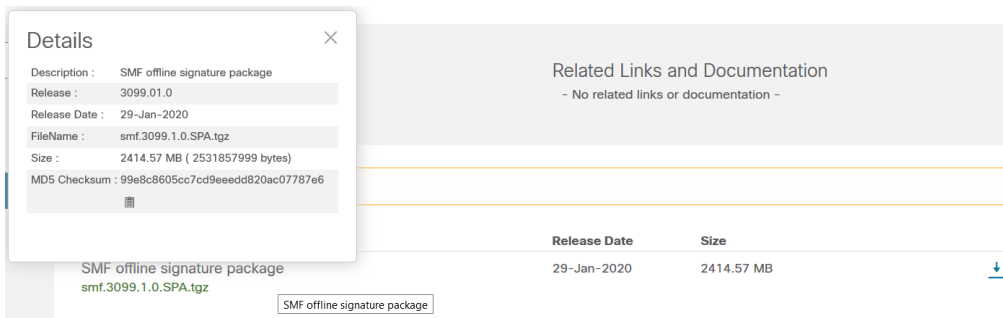 Details
Description : SMF offline signature package
Release : 3099.01.0
Release Date : 29-Jan-2020
FileName : smf.3099.1.0.SPA.tgz
Size : 2414.57 MB ( 2531857999 bytes)
MD5 Checksum : 99e8c8605cc7cd9eeedd820ac07787e6
Related Links and Documentation
- No related links or documentation -
Release Date Size
SMF offline signature package 29-Jan-2020 2414.57 MB
smf.3099.1.0.SPA.tgz
SMF offline signature package